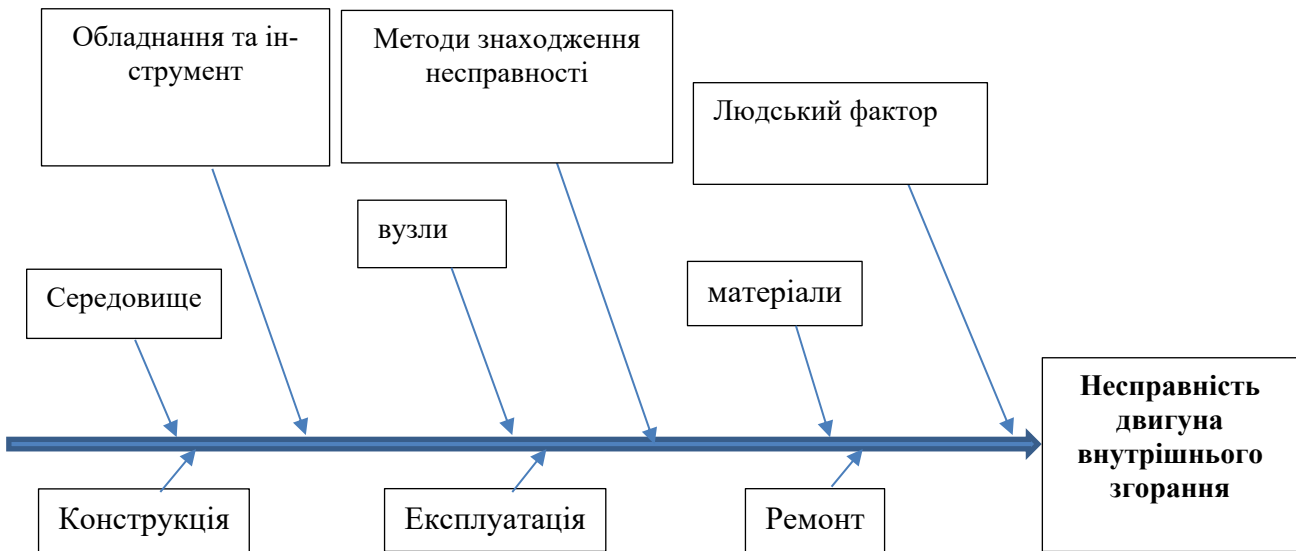 Обладнання та ін-
струмент
Методи знаходження
несправності
Людський фактор
вузли
Середовище
матеріали
Несправність
двигуна
внутрішнього
згорання
Конструкція
Експлуатація
Ремонт